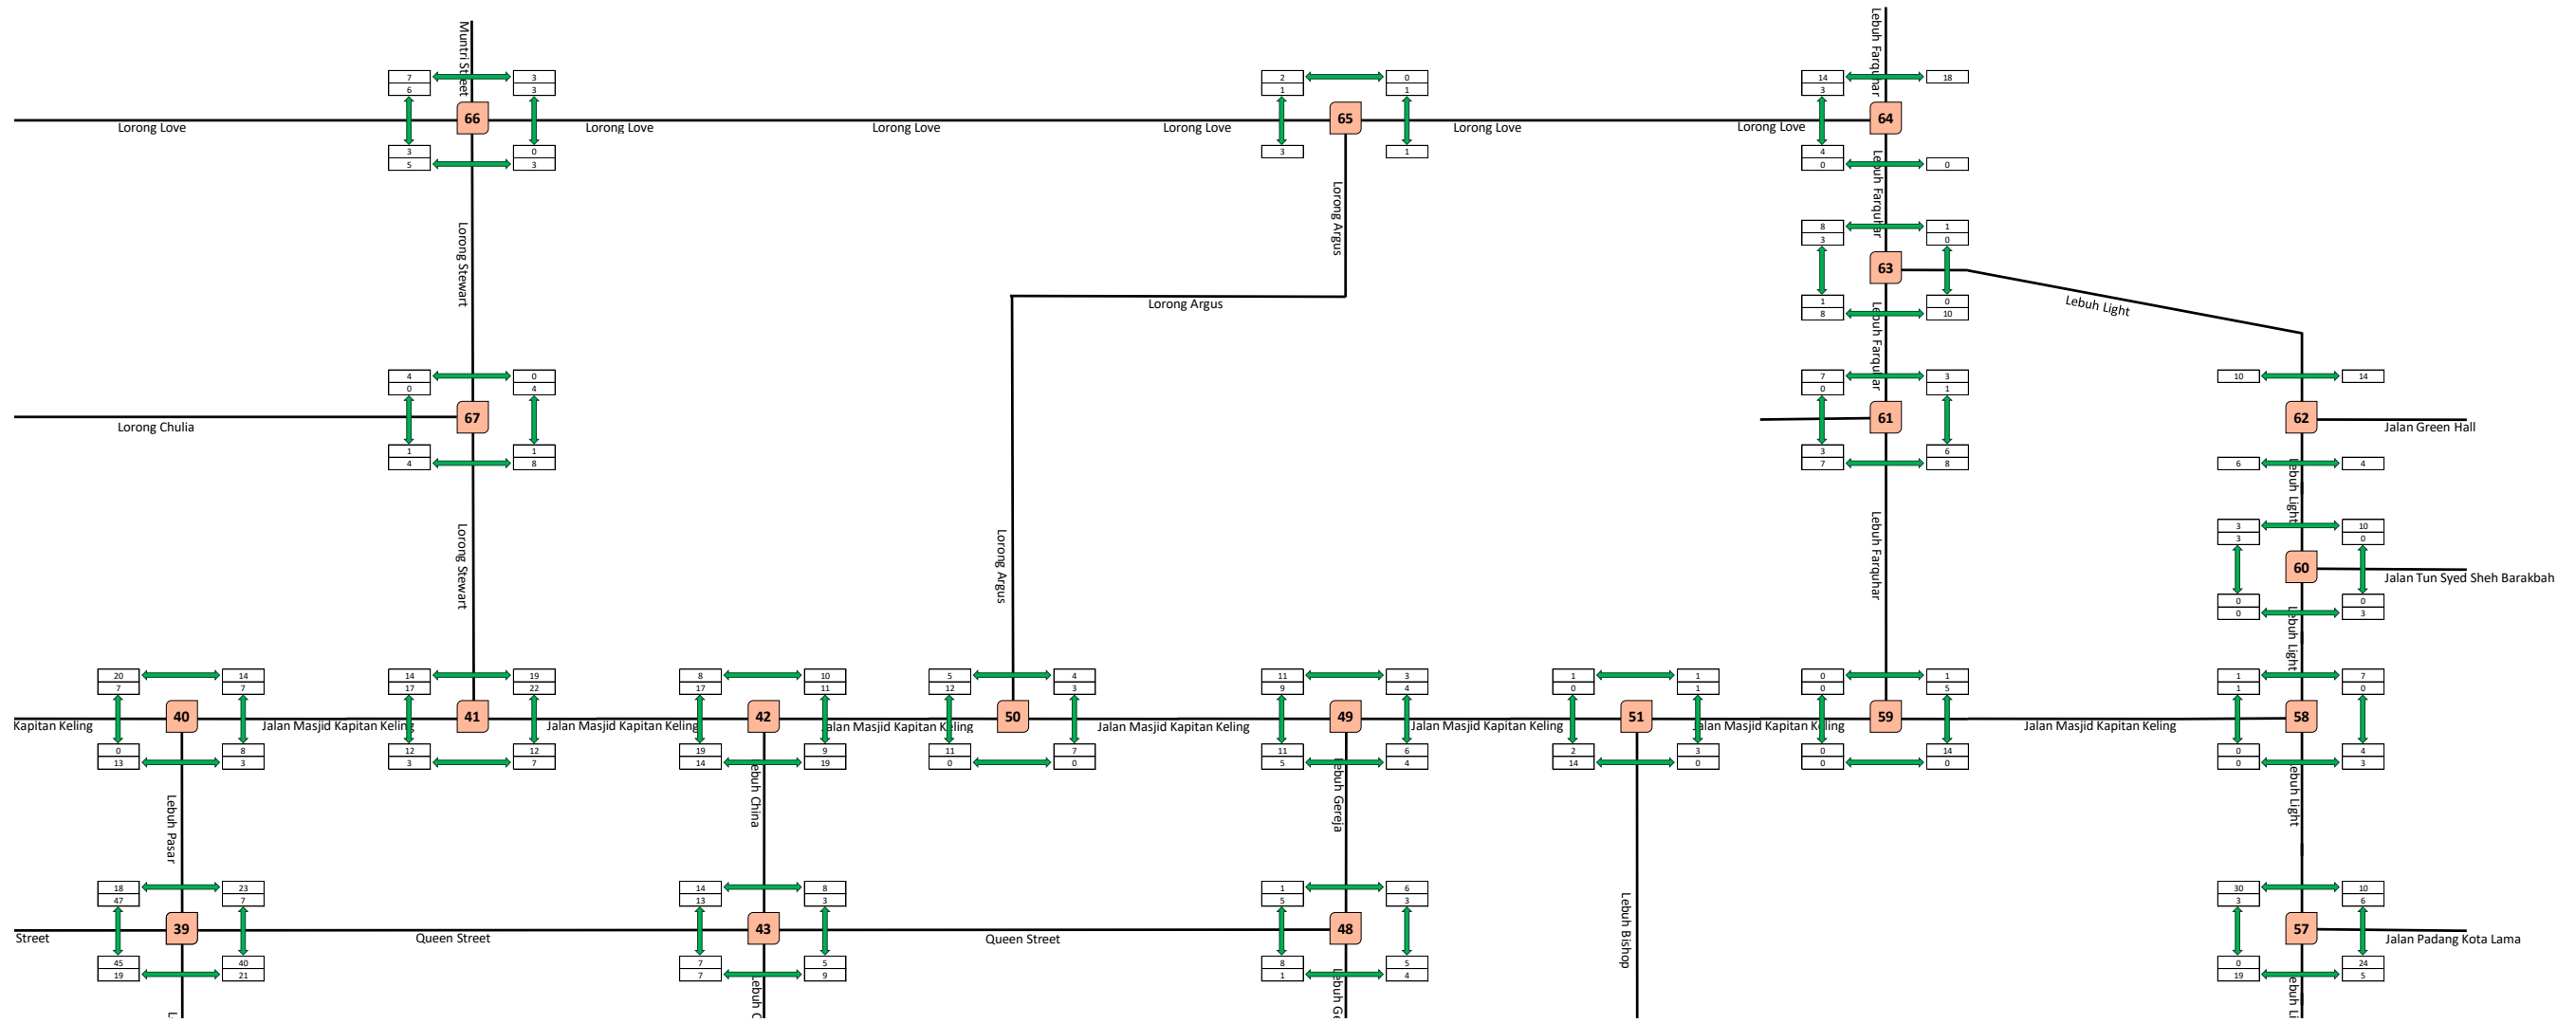 Muntri Street
Lebuh Farquhar
7 3 2 0 14 18
6 3 1 1 3
66 65 64
Lorong Love Lorong Love Lorong Love Lorong Love Lorong Love Lorong Love
3 0 3 1 4
5 3 0 0
Lebuh Farquhar
Lorong Stewart
Lorong Argus
8 1
3 0
63
Lorong Argus
Lebuh Light
1 0
8 10
Lebuh Farquhar
4 0 7 3 10 14
0 4 0 1
67 61 62
Lorong Chulia
Jalan Green Hall
1 1 3 6
4 8 7 8 6 4
Lebuh Light
Lorong Stewart
Lorong Argus
Lebuh Farquhar
3 10
3 0
60
Jalan Tun Syed Sheh Barakbah
0 0
0 3
Lebuh Light
20 14 14 19 8 10 5 4 11 3 1 1 0 1 1 7
7 7 17 22 17 11 12 3 9 4 0 1 0 5 1 0
40 41 42 50 49 51 59 58
Kapitan Keling Jalan Masjid Kapitan Keling Jalan Masjid Kapitan Keling Jalan Masjid Kapitan Keling Jalan Masjid Kapitan Keling Jalan Masjid Kapitan Keling Jalan Masjid Kapitan Keling Jalan Masjid Kapitan Keling
0 8 12 12 19 9 11 7 11 6 2 3 0 14 0 4
13 3 3 7 14 19 0 0 5 4 14 0 0 0 0 3
Lebuh Pasar
ebuh China
ebuh Gereja
Lebuh Bishop
ebuh Light
18 23 14 8 1 6 30 10
47 7 13 3 5 3 3 6
39 43 48 57
Street Queen Street Queen Street Jalan Padang Kota Lama
45 40 7 5 8 5 0 24
19 21 7 9 1 4 19 5
L
Lebuh C
Lebuh Ge
ebuh Li